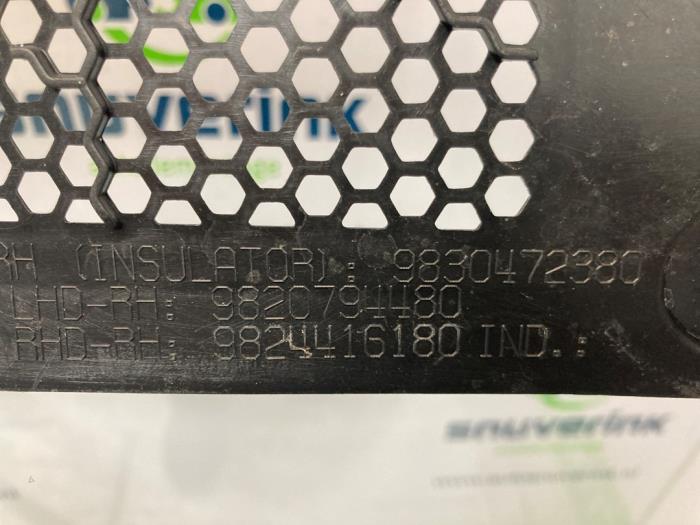 RH (INSULATOR): 9830472380
LHD-RH: 9820794480
RHD-RH: 9824416180 IND.:
snuverink